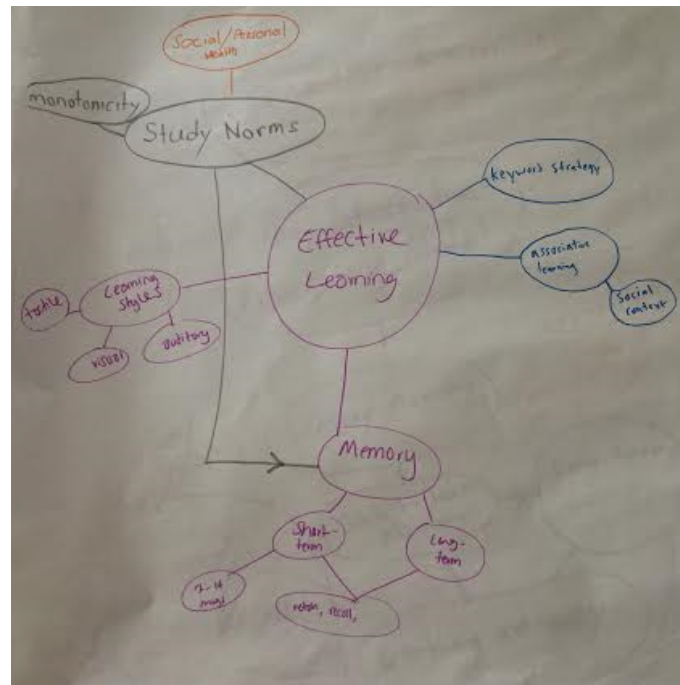 Social/Personal
Health
monotonicity
Study Norms
Effective
Learning
keyword strategy
Associative
learning
Social
context
Learning
styles
tactile
visual
auditory
Memory
Short-
term
Long-
term
retain, recall,